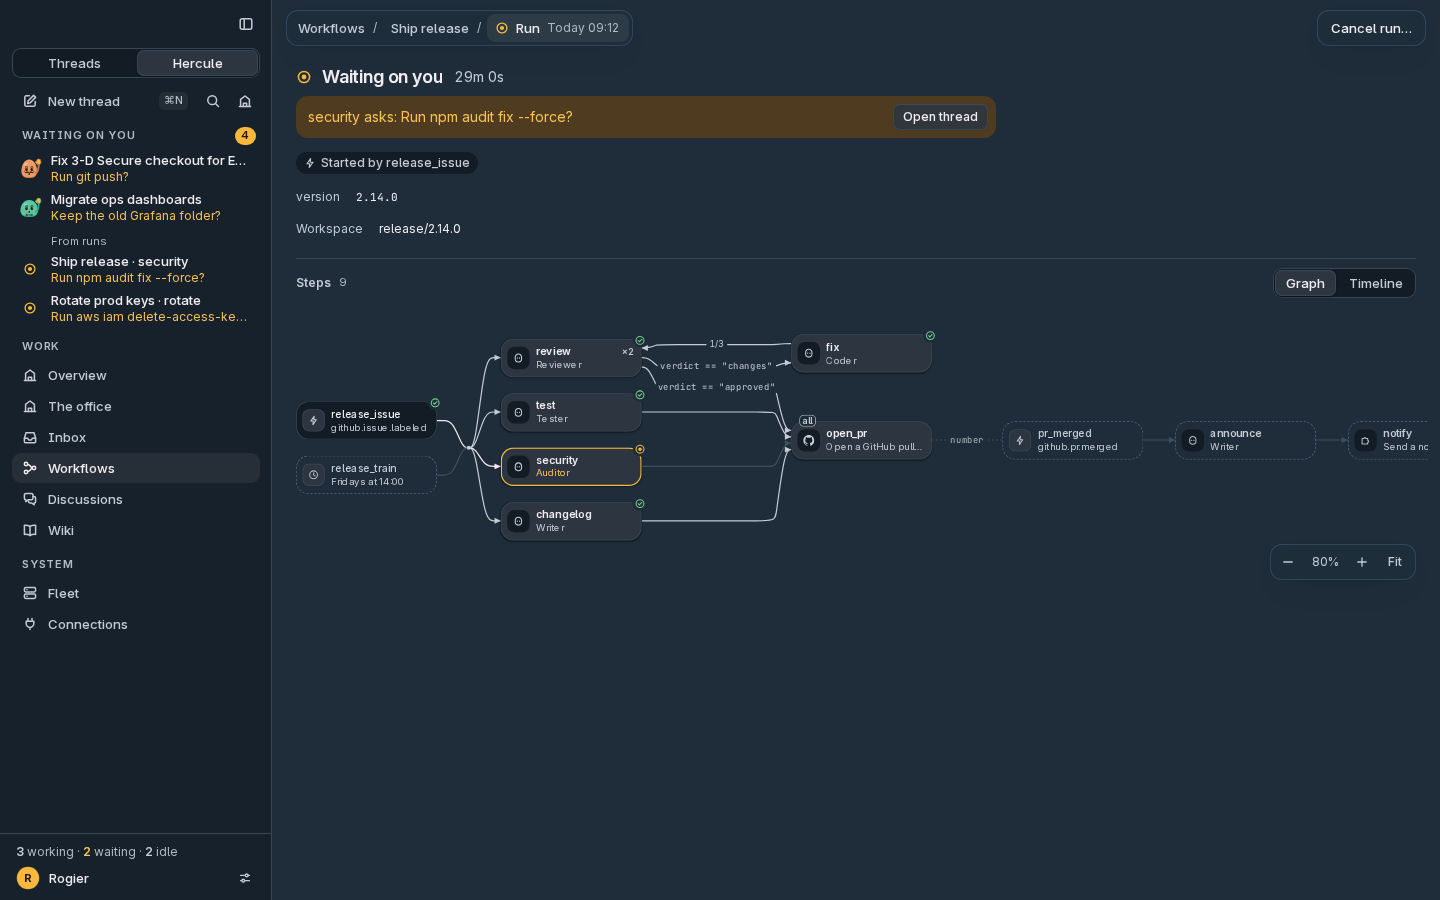 Threads
Hercule
New thread
⌘N
WAITING ON YOU
4
Fix 3-D Secure checkout for E…
Run git push?
Migrate ops dashboards
Keep the old Grafana folder?
From runs
Ship release · security
Run npm audit fix --force?
Rotate prod keys · rotate
Run aws iam delete-access-ke…
WORK
Overview
The office
Inbox
Workflows
Discussions
Wiki
SYSTEM
Fleet
Connections
3 working · 2 waiting · 2 idle
R
Rogier
Workflows / Ship release / Run Today 09:12
Cancel run…
Waiting on you 29m 0s
security asks: Run npm audit fix --force?
Open thread
Started by release_issue
version 2.14.0
Workspace release/2.14.0
Steps 9
Graph
Timeline
release_issue
github.issue.labeled
release_train
Fridays at 14:00
review ×2
Reviewer
test
Tester
security
Auditor
changelog
Writer
1/3
verdict == "changes"
verdict == "approved"
fix
Coder
all
open_pr
Open a GitHub pull…
number
pr_merged
github.pr.merged
announce
Writer
notify
Send a no
80%
Fit